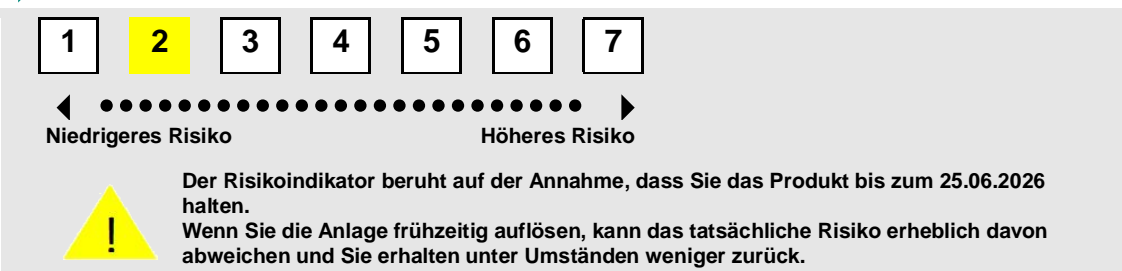 1 2 3 4 5 6 7
Niedrigeres Risiko Höheres Risiko
Der Risikoindikator beruht auf der Annahme, dass Sie das Produkt bis zum 25.06.2026
halten.
Wenn Sie die Anlage frühzeitig auflösen, kann das tatsächliche Risiko erheblich davon
abweichen und Sie erhalten unter Umständen weniger zurück.
!